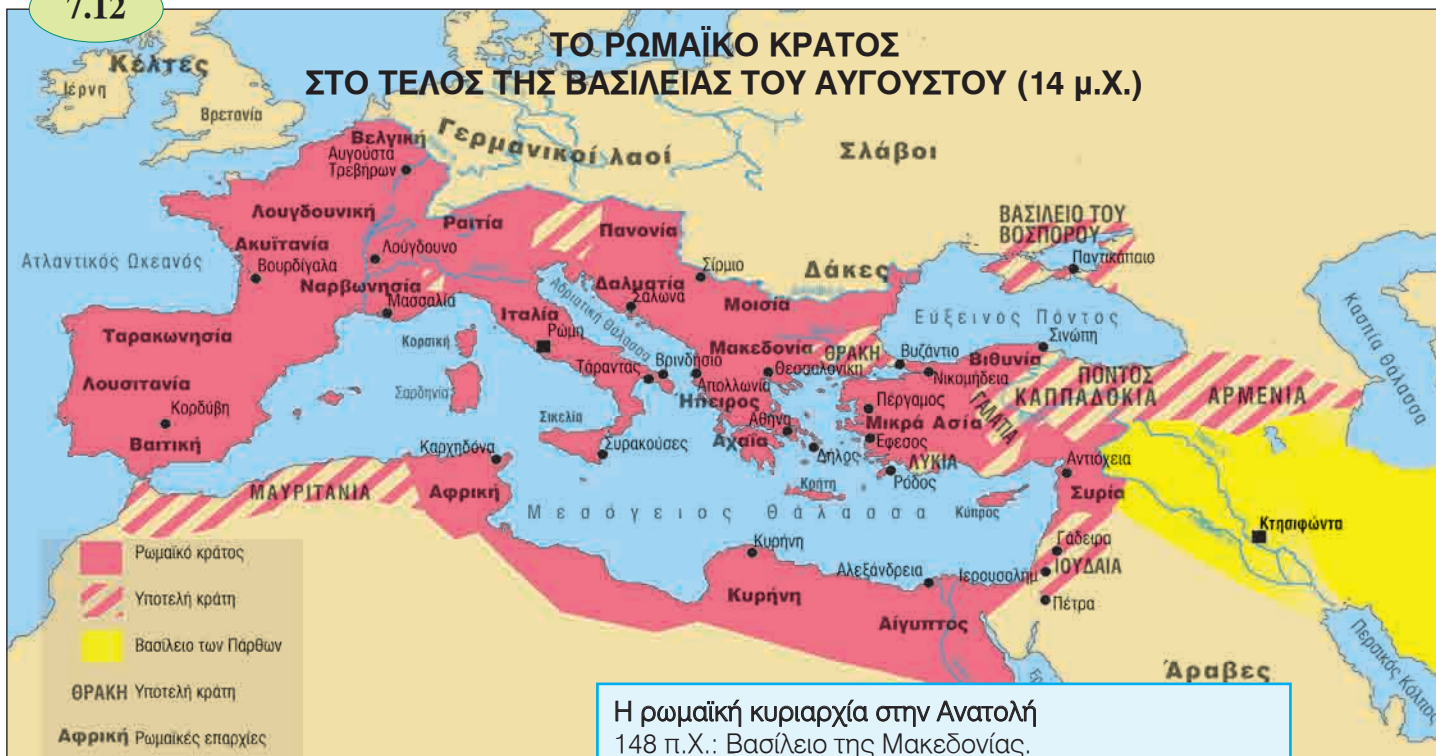 7.12
ΤΟ ΡΩΜΑΪΚΟ ΚΡΑΤΟΣ
ΣΤΟ ΤΕΛΟΣ ΤΗΣ ΒΑΣΙΛΕΙΑΣ ΤΟΥ ΑΥΓΟΥΣΤΟΥ (14 μ.Χ.)
Κέλτες
Ιέρνη
Βρετανία
Βελγική
Αυγούστα
Τρεβήρων
Γερμανικοί λαοί
Σλάβοι
Λουγδουνική
Ραιτία
Πανονία
ΒΑΣΙΛΕΙΟ ΤΟΥ
ΒΟΣΠΟΡΟΥ
Παντικάπαιο
Ατλαντικός Ωκεανός
Ακυϊτανία
Βουρδίγαλα
Λούγδουνο
Ναρβωνησία
Μασσαλία
Σίρμιο
Δάκες
Δαλματία
Σάλωνα
Μοισία
Αδριατική Θάλασσα
Ιταλία
Ρώμη
Εύξεινος Πόντος
Σινώπη
Κασπία Θάλασσα
Ταρακωνησία
Κορσική
Μακεδονία
ΘΡΑΚΗ
Βυζάντιο
Βιθυνία
Λουσιτανία
Κορδύβη
Βαιτική
Σαρδηνία
Τάραντας
Βρινδήσιο
Απολλωνία
Θεσσαλονίκη
Νικομήδεια
ΠΟΝΤΟΣ
ΚΑΠΠΑΔΟΚΙΑ
ΑΡΜΕΝΙΑ
Ήπειρος
Πέργαμος
ΓΑΛΑΤΙΑ
Μικρά Ασία
Σικελία
Συρακούσες
Αθήνα
Αχαΐα
Έφεσος
Δήλος
ΛΥΚΙΑ
Ρόδος
Αντιόχεια
Καρχηδόνα
ΜΑΥΡΙΤΑΝΙΑ
Αφρική
Κρήτη
Συρία
Μεσόγειος Θάλασσα
Κύπρος
Κτησιφώντα
Κυρήνη
Γάδειρα
Αλεξάνδρεια
Ιερουσαλήμ
ΙΟΥΔΑΙΑ
Κυρήνη
Πέτρα
Αίγυπτος
Περσικός Κόλπος
Άραβες
Ρωμαϊκό κράτος
Υποτελή κράτη
Βασίλειο των Πάρθων
ΘΡΑΚΗ Υποτελή κράτη
Αφρική Ρωμαϊκές επαρχίες
Η ρωμαϊκή κυριαρχία στην Ανατολή
148 π.Χ.: Βασίλειο της Μακεδονίας.